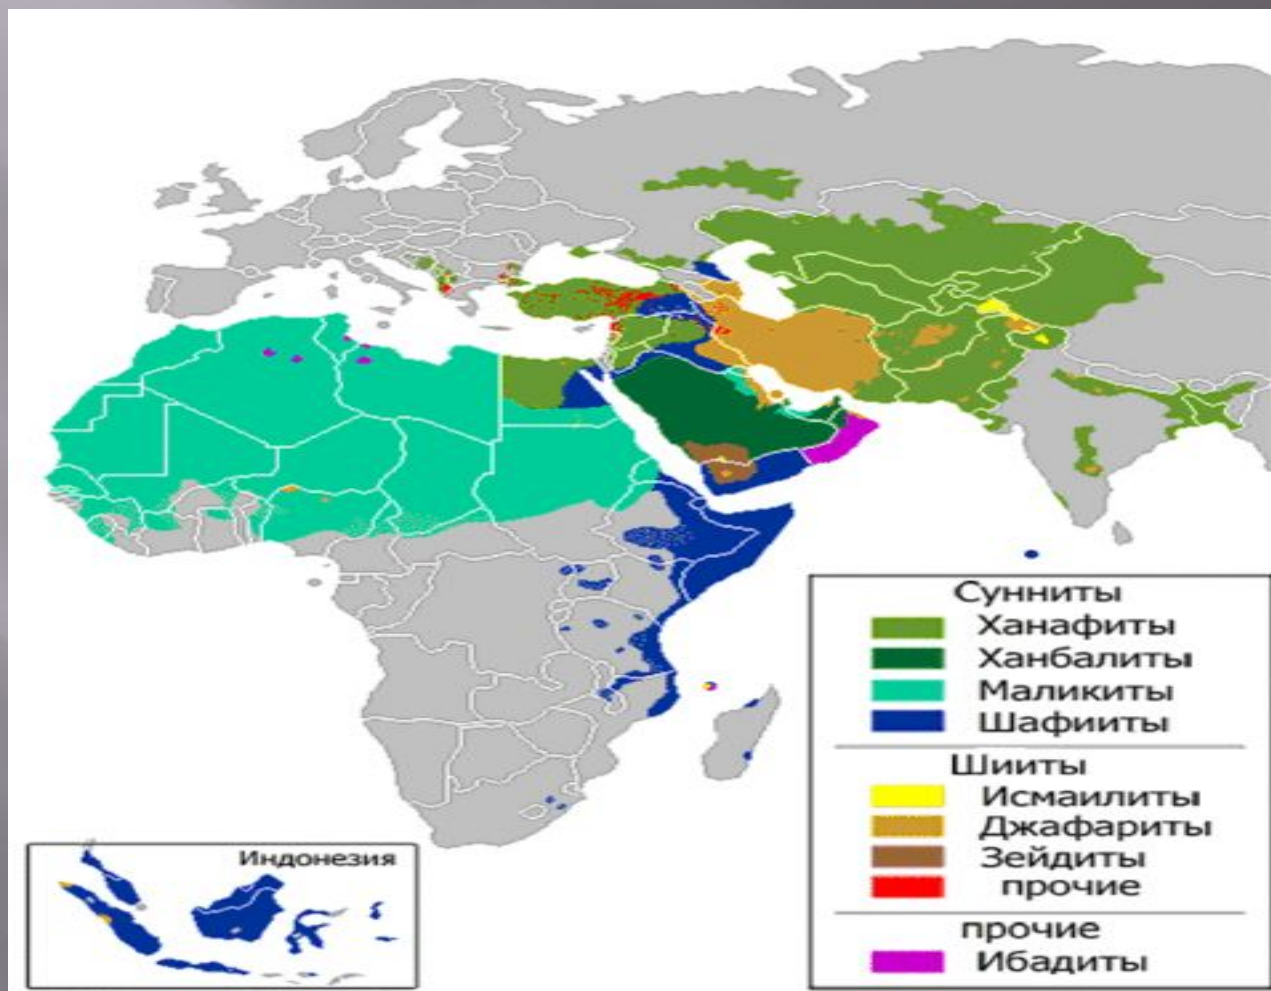 Сунниты
Ханафиты
Ханбалиты
Маликиты
Шафииты
Шииты
Исмаилиты
Джафариты
Зейдиты
прочие
прочие
Ибадиты
Индонезия